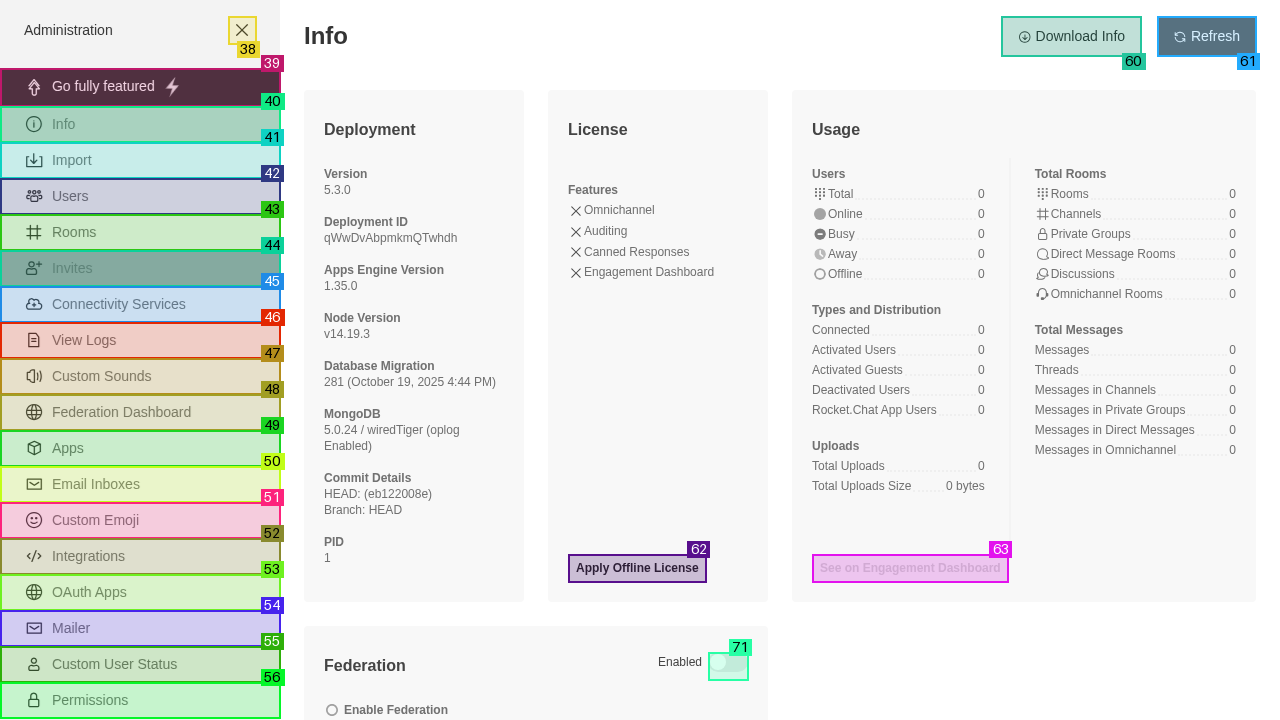 Administration
38
39
Go fully featured
40
Info
41
Import
42
Users
43
Rooms
44
Invites
45
Connectivity Services
46
View Logs
47
Custom Sounds
48
Federation Dashboard
49
Apps
50
Email Inboxes
51
Custom Emoji
52
Integrations
53
OAuth Apps
54
Mailer
55
Custom User Status
56
Permissions
Info
Download Info
60
Refresh
61
Deployment
Version
5.3.0
Deployment ID
qWwDvAbpmkmQTwhdh
Apps Engine Version
1.35.0
Node Version
v14.19.3
Database Migration
281 (October 19, 2025 4:44 PM)
MongoDB
5.0.24 / wiredTiger (oplog
Enabled)
Commit Details
HEAD: (eb122008e)
Branch: HEAD
PID
1
License
Features
Omnichannel
Auditing
Canned Responses
Engagement Dashboard
62
Apply Offline License
Usage
Users
Total 0
Online 0
Busy 0
Away 0
Offline 0
Types and Distribution
Connected 0
Activated Users 0
Activated Guests 0
Deactivated Users 0
Rocket.Chat App Users 0
Uploads
Total Uploads 0
Total Uploads Size 0 bytes
Total Rooms
Rooms 0
Channels 0
Private Groups 0
Direct Message Rooms 0
Discussions 0
Omnichannel Rooms 0
Total Messages
Messages 0
Threads 0
Messages in Channels 0
Messages in Private Groups 0
Messages in Direct Messages 0
Messages in Omnichannel 0
63
See on Engagement Dashboard
Federation
Enabled
71
Enable Federation